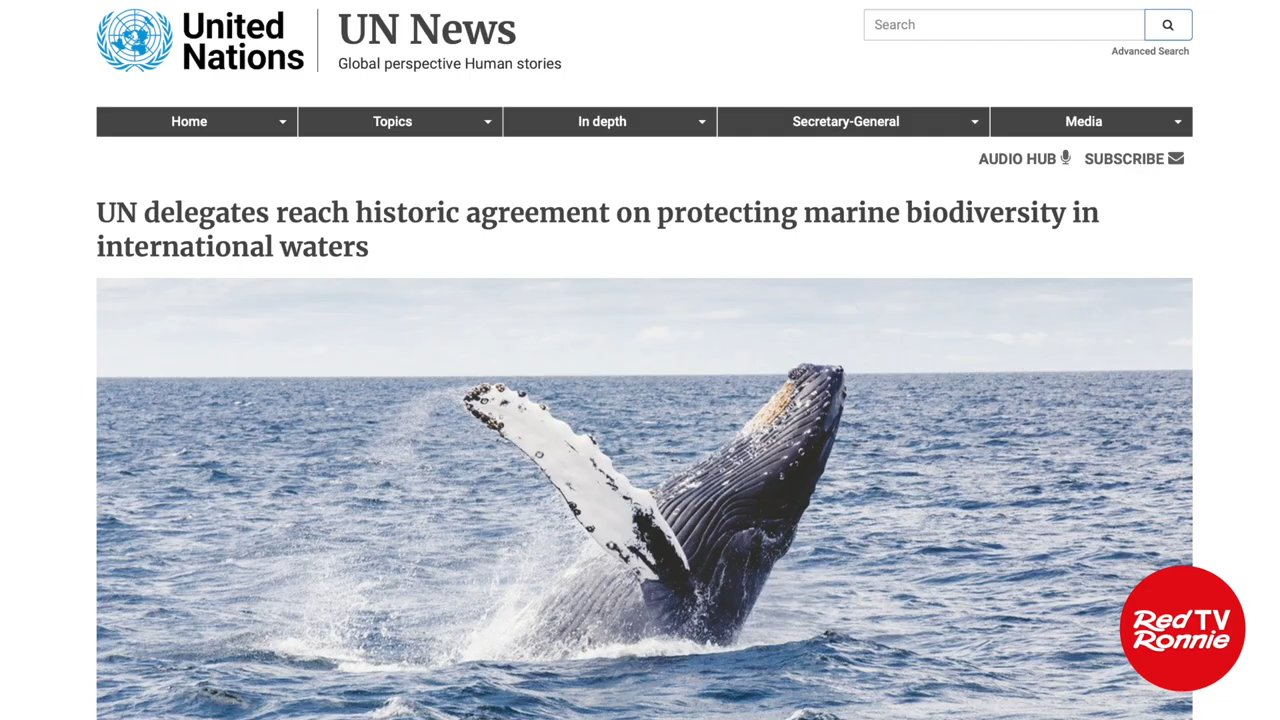 United
Nations
UN News
Global perspective Human stories
Search
Advanced Search
Home
Topics
In depth
Secretary-General
Media
AUDIO HUB
SUBSCRIBE
UN delegates reach historic agreement on protecting marine biodiversity in
international waters
Red TV
Ronnie